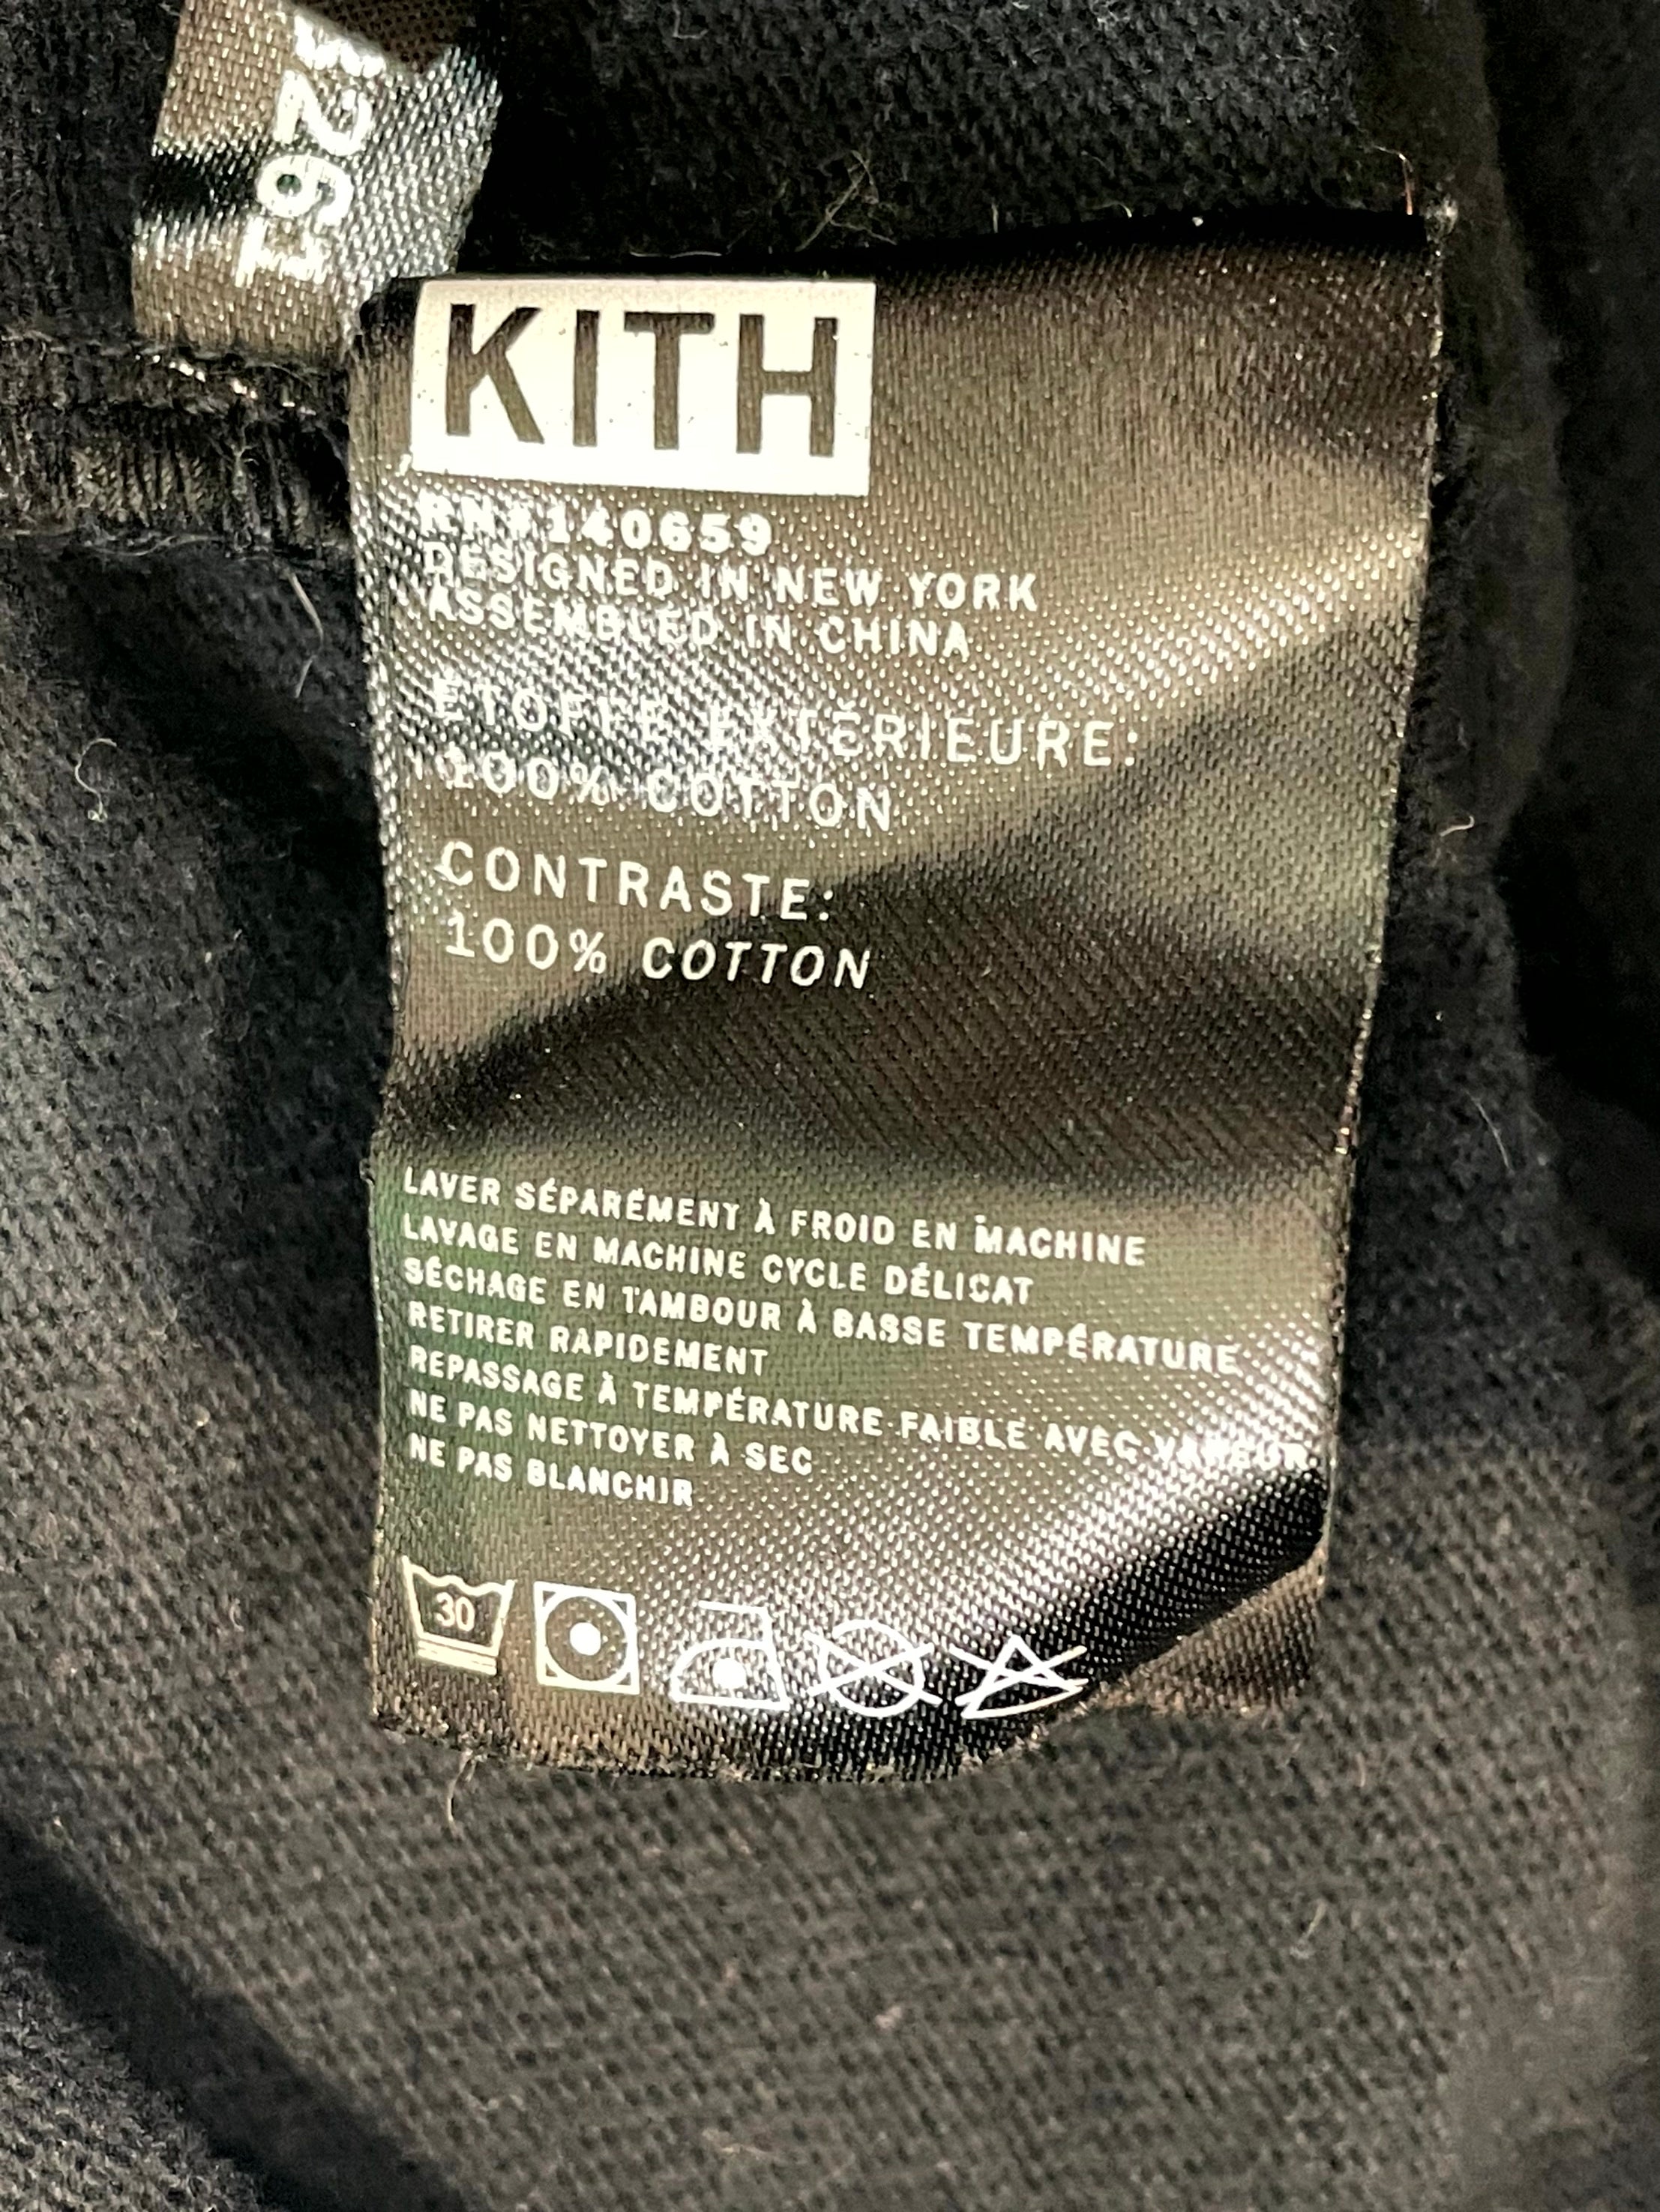 KITH
RN#140659
DESIGNED IN NEW YORK
ASSEMBLED IN CHINA
ÉTOFFE EXTÉRIEURE:
100% COTTON
CONTRASTE:
100% COTTON
LAVER SÉPARÉMENT À FROID EN MACHINE
LAVAGE EN MACHINE CYCLE DÉLICAT
SÉCHAGE EN TAMBOUR À BASSE TEMPÉRATURE
RETIRER RAPIDEMENT
REPASSAGE À TEMPÉRATURE FAIBLE AVEC VAPEUR
NE PAS NETTOYER À SEC
NE PAS BLANCHIR
30